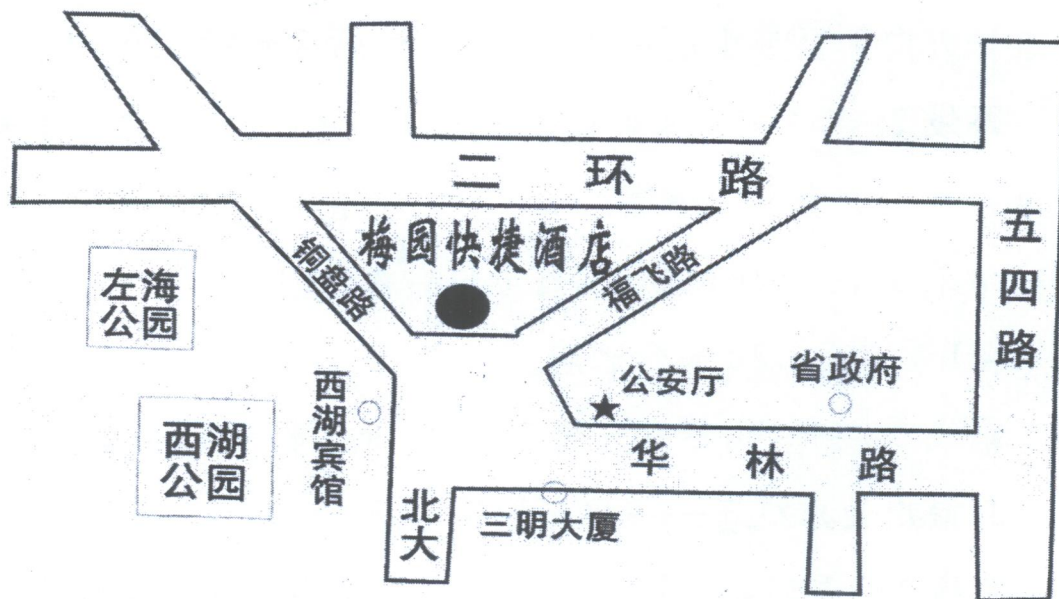 二环路
梅园快捷酒店
铜盘路
福飞路
五四路
左海
公园
公安厅
省政府
西湖宾馆
西湖
公园
华林路
北大
三明大厦